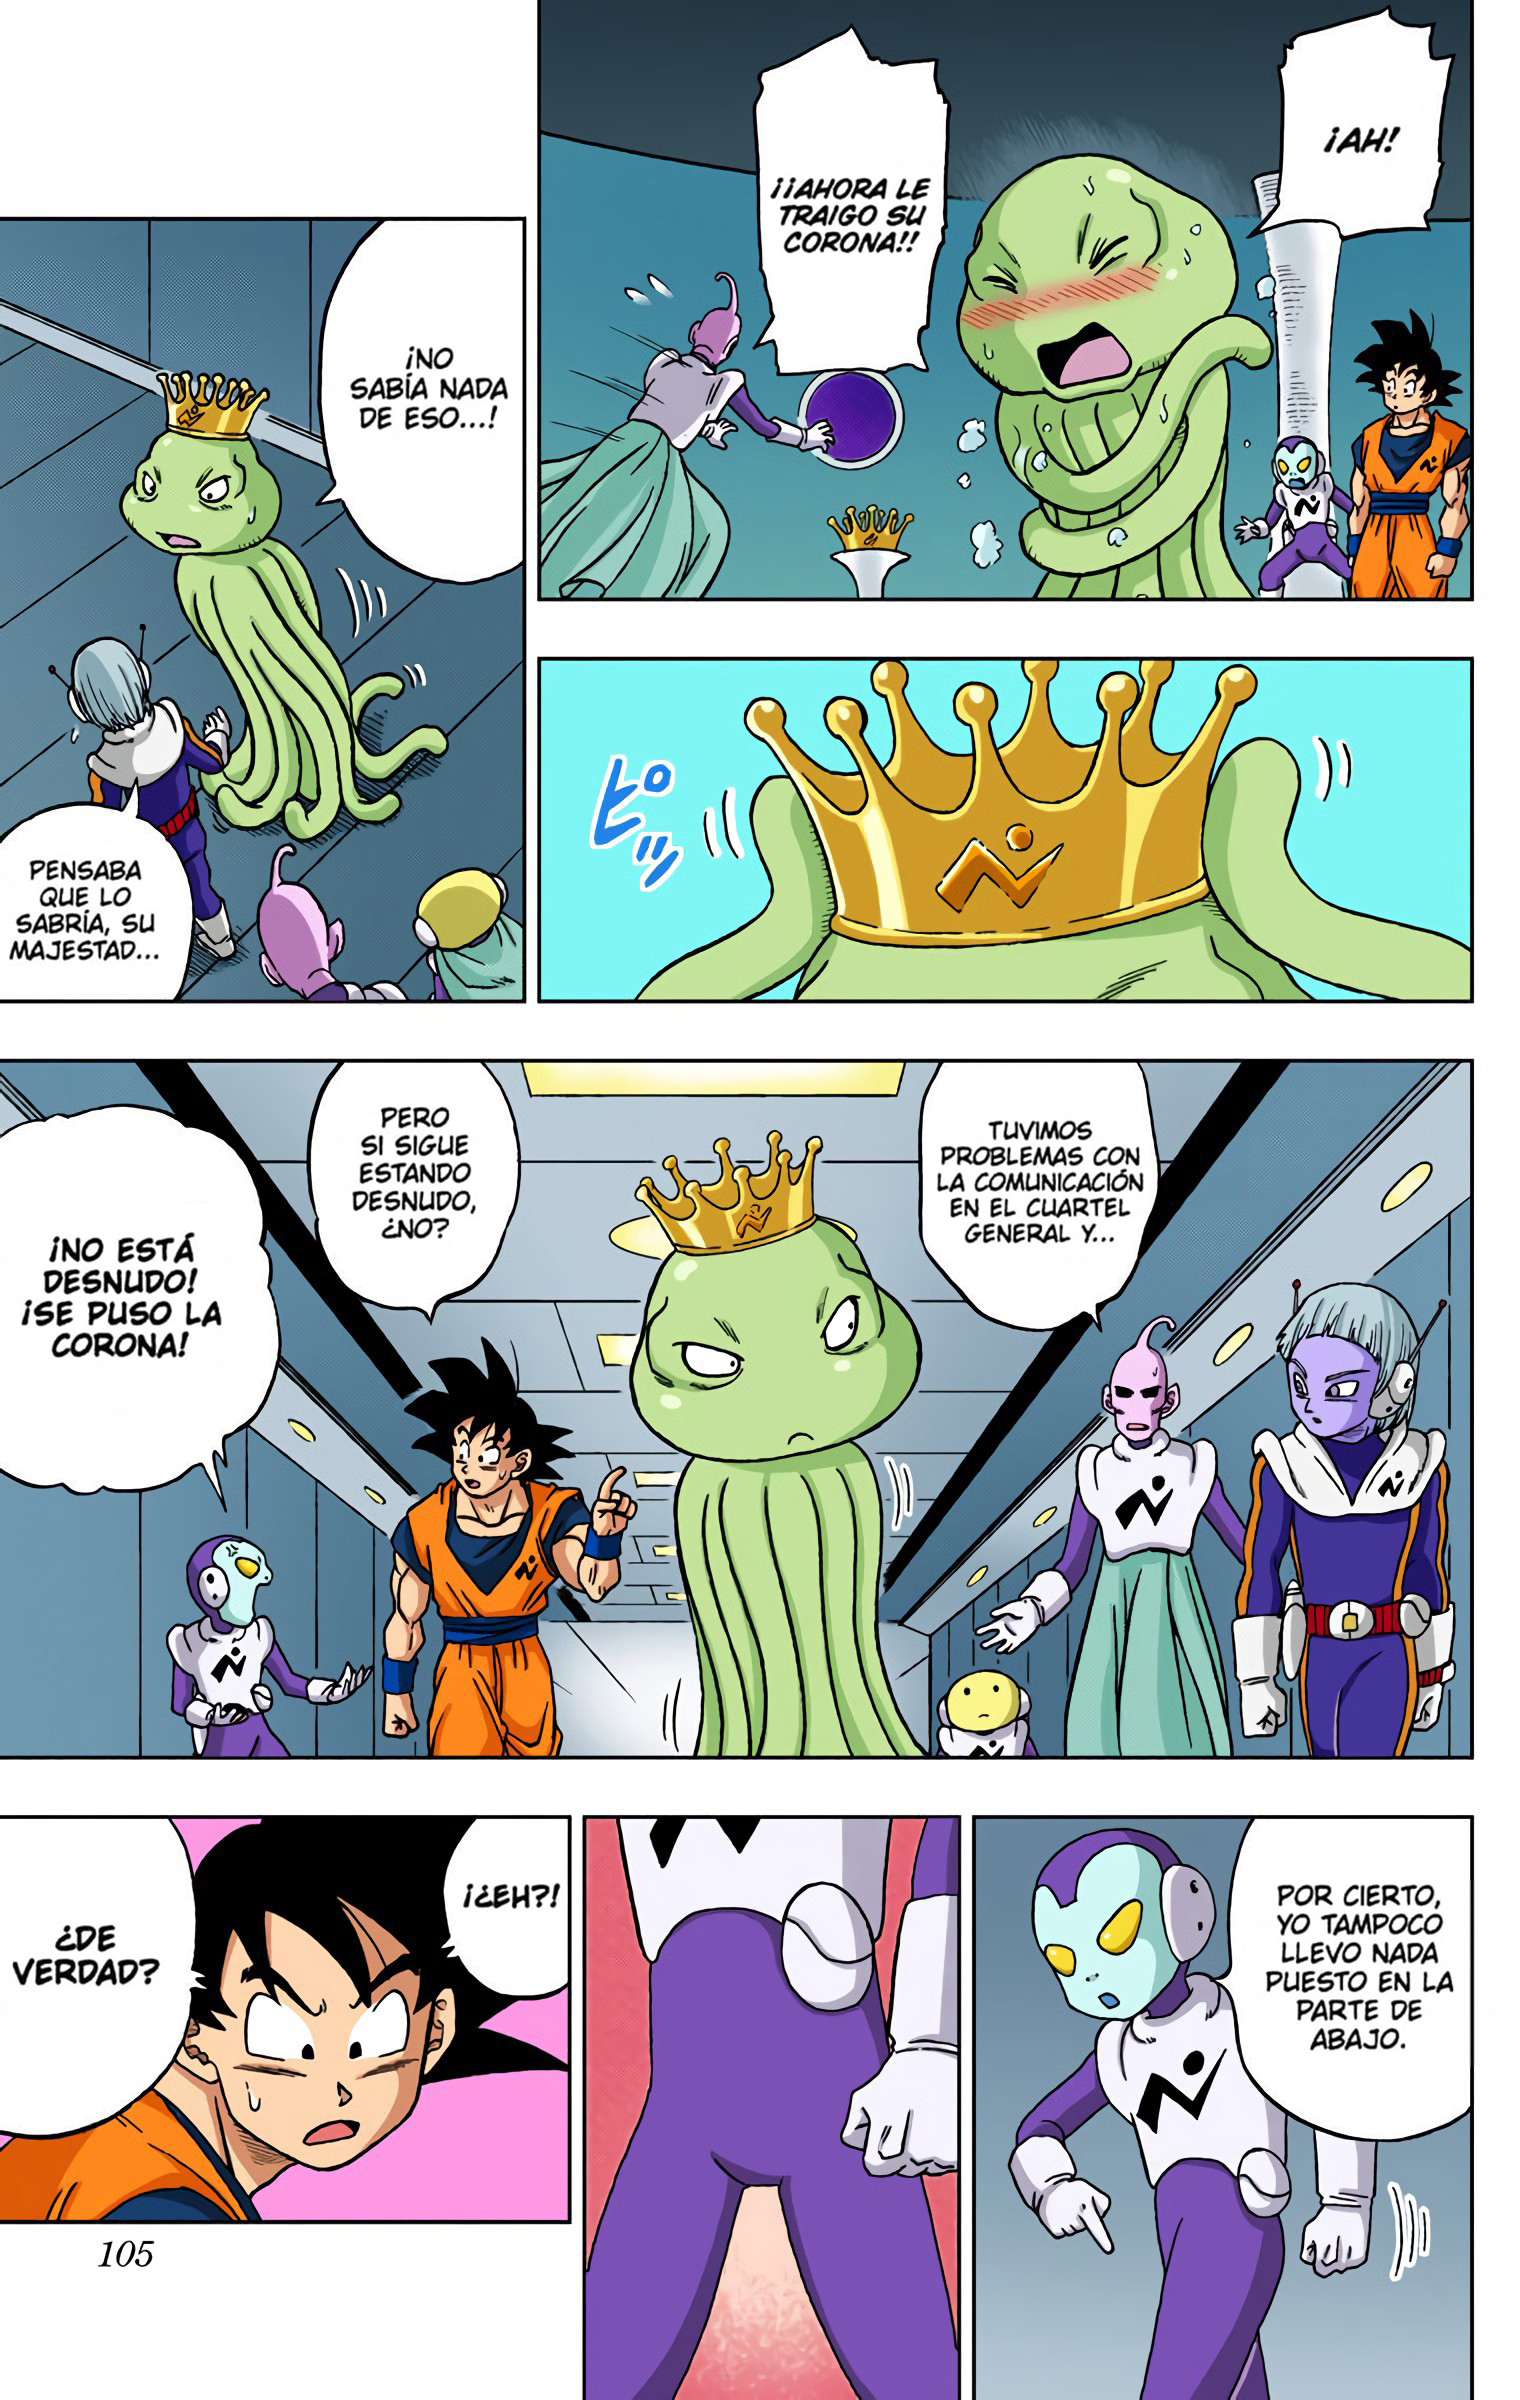 ¡AH!
¡¡AHORA LE
TRAIGO SU
CORONA!!
ピッ
¡NO
SABÍA NADA
DE ESO...!
PENSABA
QUE LO
SABRÍA, SU
MAJESTAD...
TUVIMOS
PROBLEMAS CON
LA COMUNICACIÓN
EN EL CUARTEL
GENERAL Y...
PERO
SI SIGUE
ESTANDO
DESNUDO,
¿NO?
¡NO ESTÁ
DESNUDO!
¡SE PUSO LA
CORONA!
POR CIERTO,
YO TAMPOCO
LLEVO NADA
PUESTO EN LA
PARTE DE
ABAJO.
¡¿EH?!
¿DE
VERDAD?
105